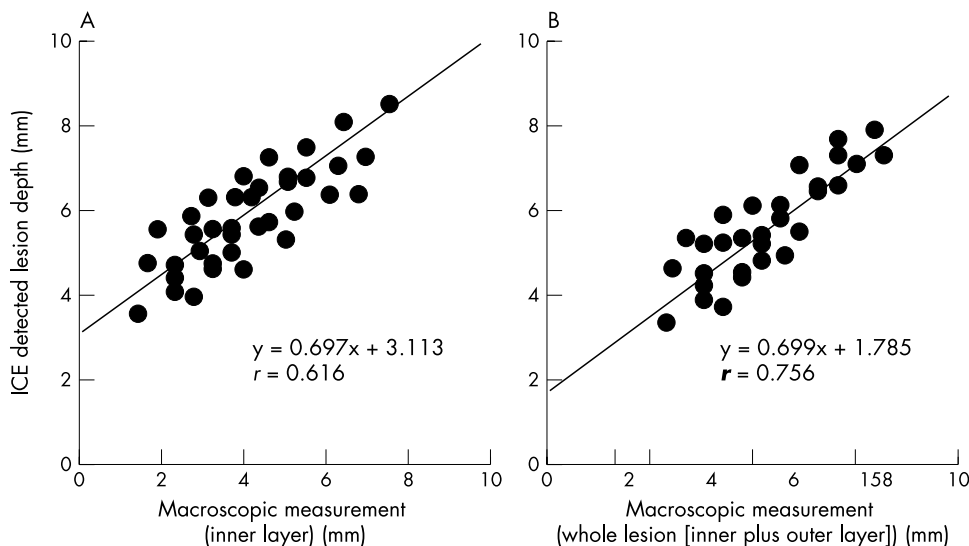 A
10
8
6
4
2
0
ICE detected lesion depth (mm)
y = 0.697x + 3.113
r = 0.616
0 2 4 6 8 10
Macroscopic measurement
(inner layer) (mm)
B
10
8
6
4
2
0
y = 0.699x + 1.785
r = 0.756
0 2 4 6 158 10
Macroscopic measurement
(whole lesion [inner plus outer layer]) (mm)